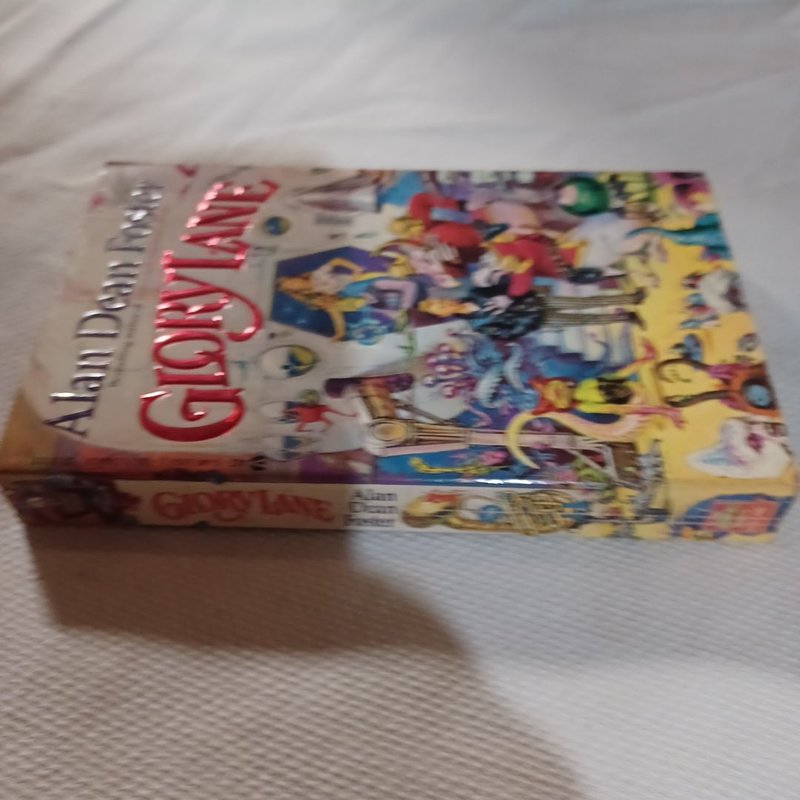 Alan Dean Foster
GLORY LANE
GLORY LANE
Alan
Dean
Foster